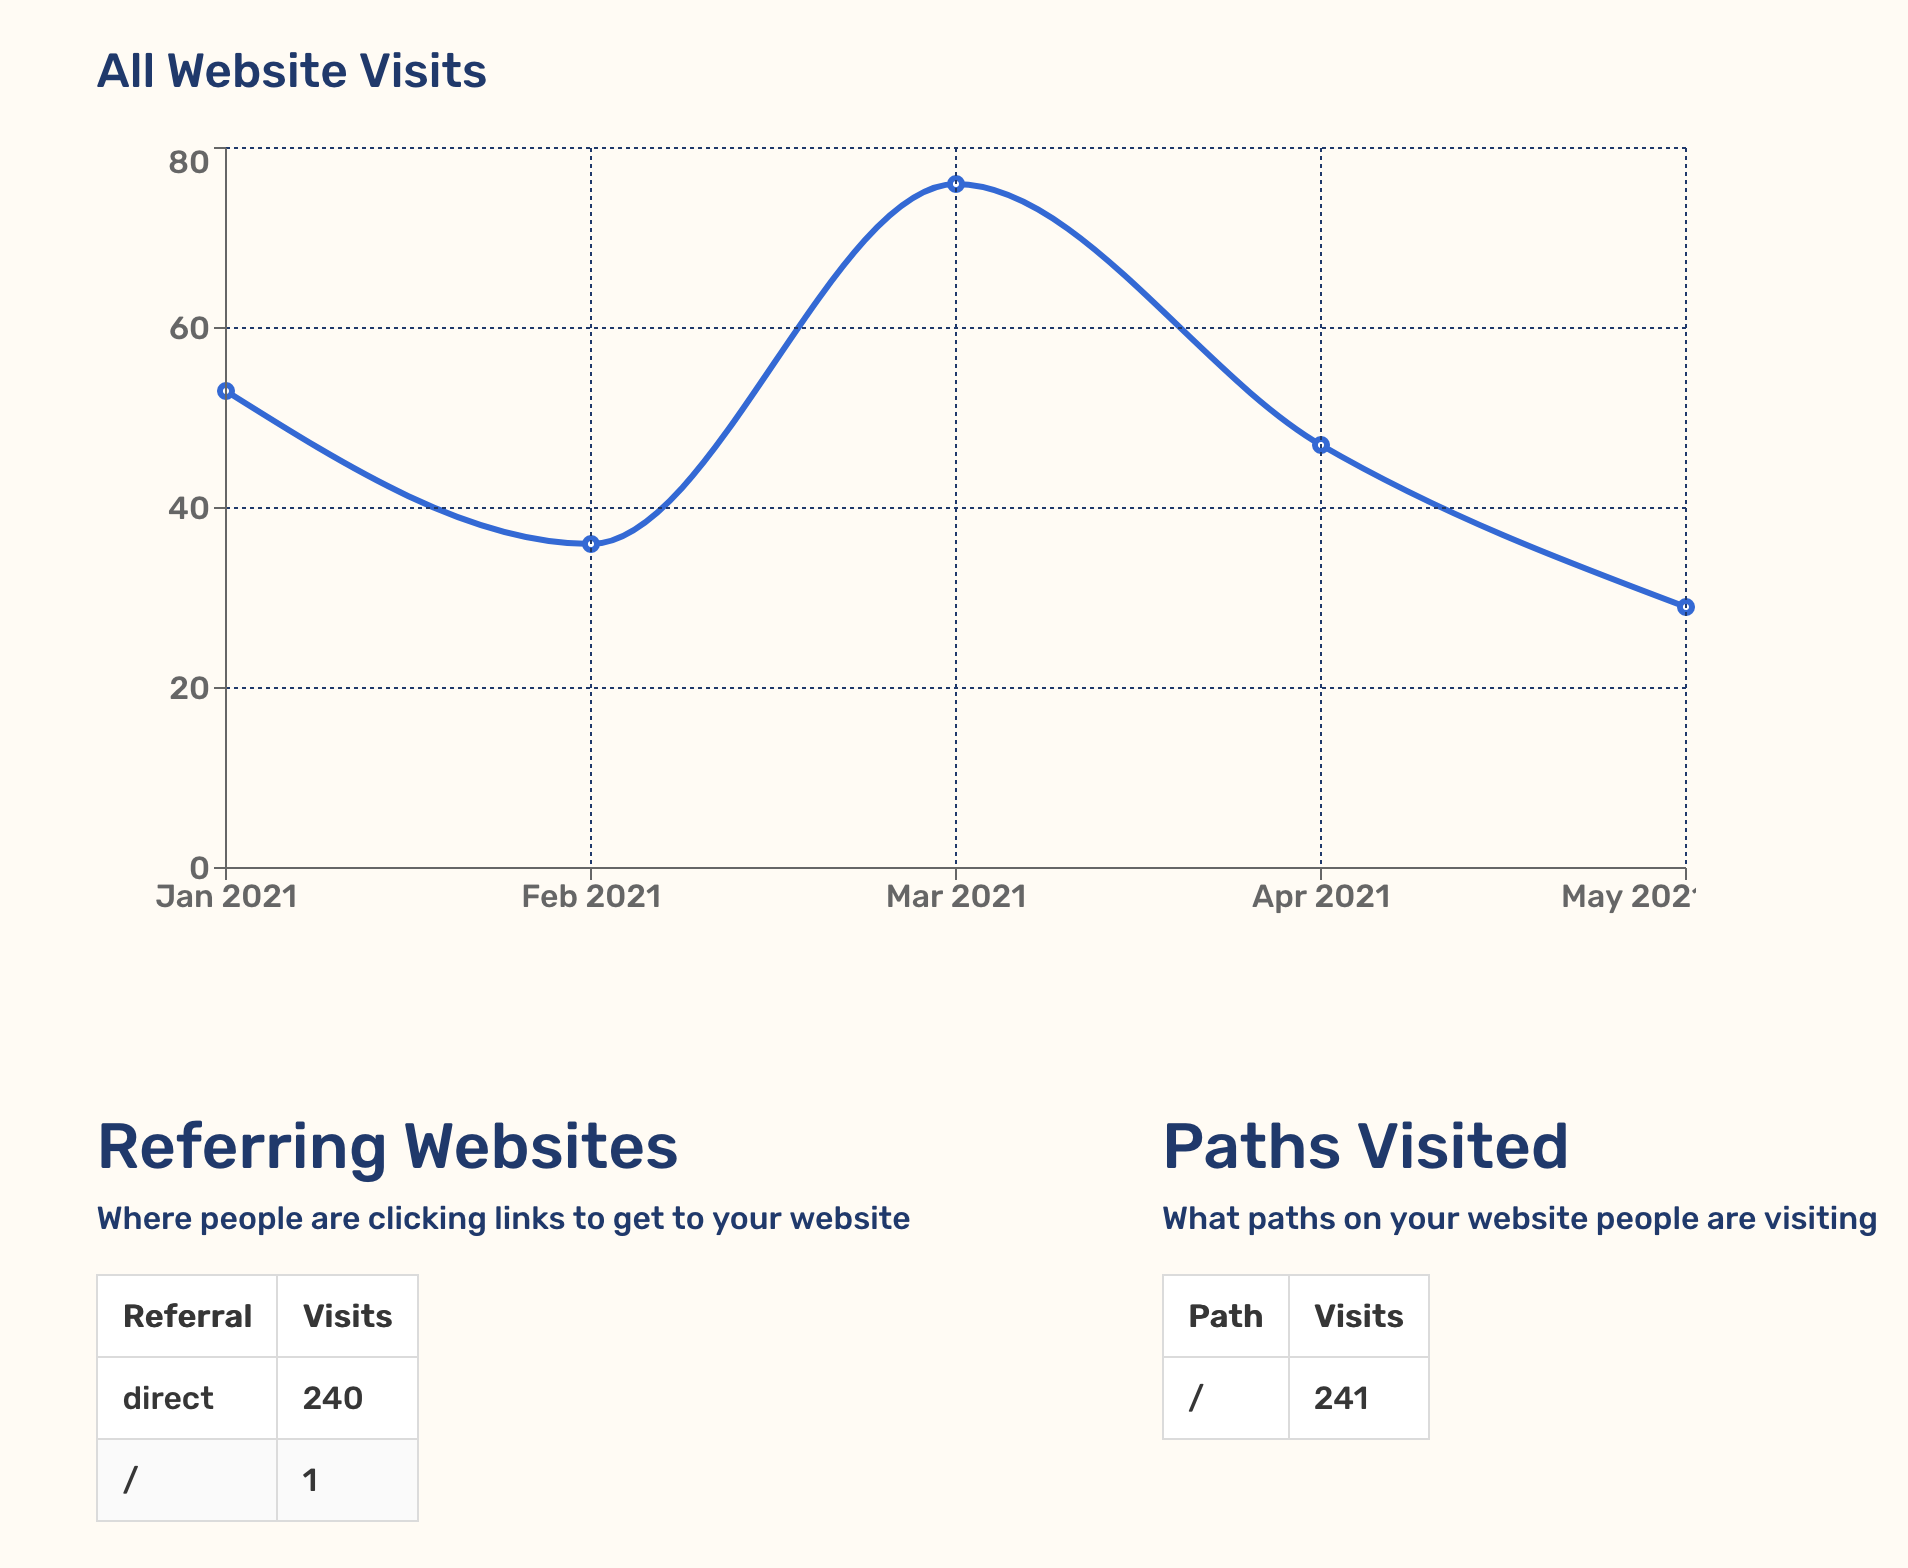 All Website Visits
80
60
40
20
0
Jan 2021 Feb 2021 Mar 2021 Apr 2021 May 202
Referring Websites
Where people are clicking links to get to your website
Referral Visits
direct 240
/ 1
Paths Visited
What paths on your website people are visiting
Path Visits
/ 241